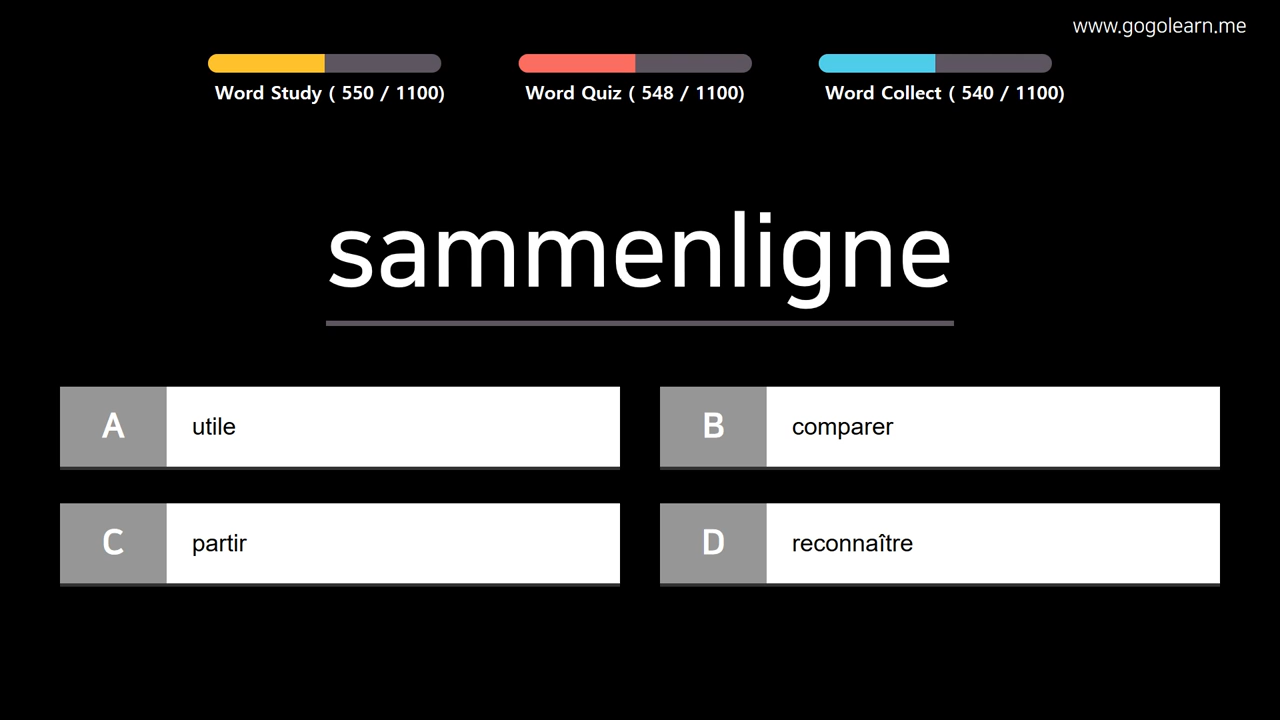 www.gogolearn.me
Word Study ( 550 / 1100)
Word Quiz ( 548 / 1100)
Word Collect ( 540 / 1100)
sammenligne
A utile
B comparer
C partir
D reconnaître